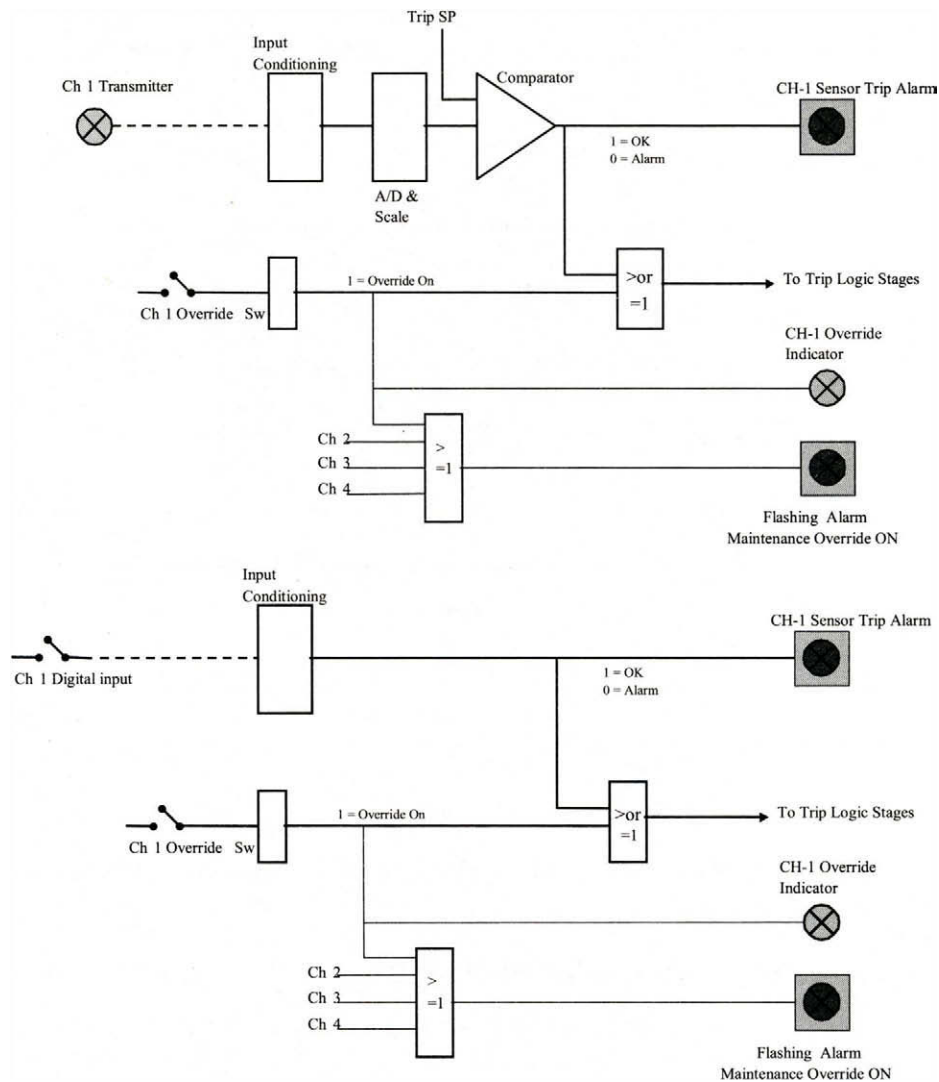 Trip SP
Input
Conditioning
Comparator
Ch 1 Transmitter
CH-1 Sensor Trip Alarm
1 = OK
0 = Alarm
A/D &
Scale
1 = Override On
>or
=1
To Trip Logic Stages
Ch 1 Override Sw
CH-1 Override
Indicator
Ch 2
Ch 3
Ch 4
>
=1
Flashing Alarm
Maintenance Override ON
Input
Conditioning
CH-1 Sensor Trip Alarm
Ch 1 Digital input
1 = OK
0 = Alarm
1 = Override On
>or
=1
To Trip Logic Stages
Ch 1 Override Sw
CH-1 Override
Indicator
Ch 2
Ch 3
Ch 4
>
=1
Flashing Alarm
Maintenance Override ON